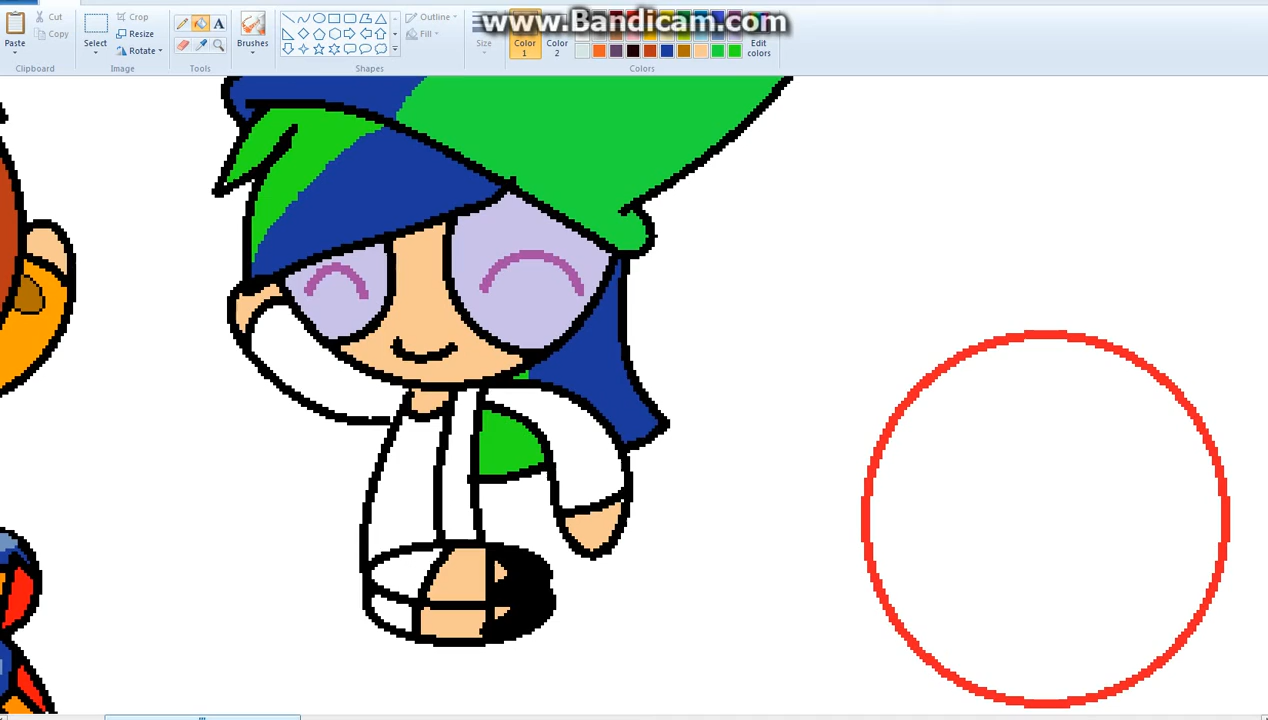 www.Bandicam.com
Paste
Cut
Copy
Clipboard
Select
Crop
Resize
Rotate
Image
A
Tools
Brushes
Shapes
Outline
Fill
Size
Color 1
Color 2
Edit colors
Colors